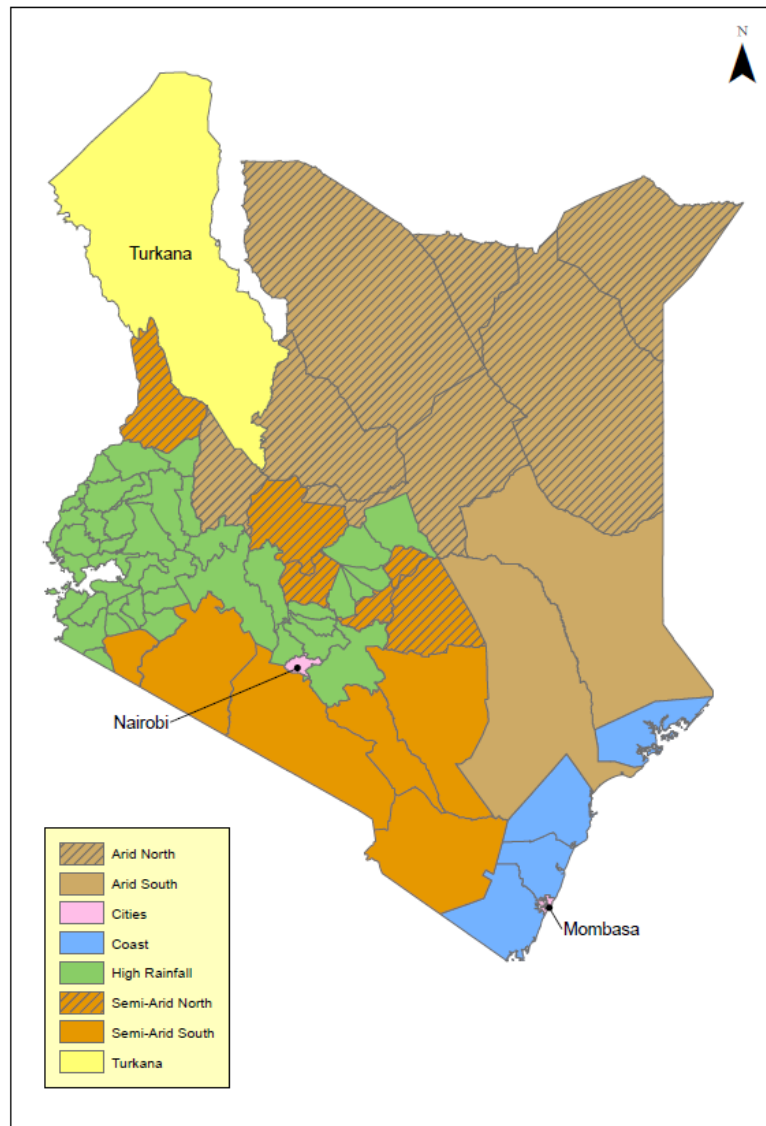 N
Turkana
Nairobi
Mombasa
Arid North
Arid South
Cities
Coast
High Rainfall
Semi-Arid North
Semi-Arid South
Turkana